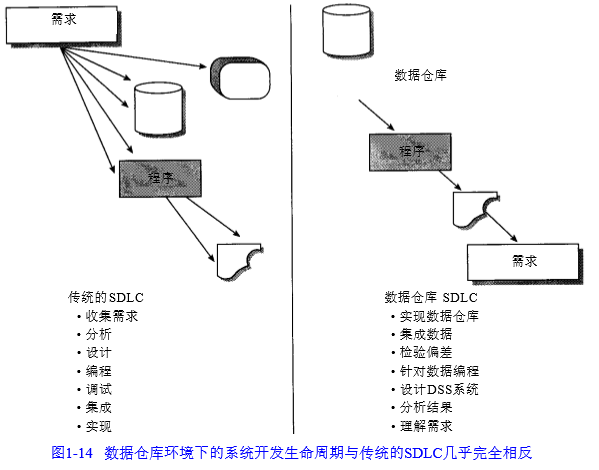 需求
程序
传统的SDLC
• 收集需求
• 分析
• 设计
• 编程
• 调试
• 集成
• 实现
数据仓库
程序
需求
数据仓库 SDLC
• 实现数据仓库
• 集成数据
• 检验偏差
• 针对数据编程
• 设计DSS系统
• 分析结果
• 理解需求
图1-14 数据仓库环境下的系统开发生命周期与传统的SDLC几乎完全相反